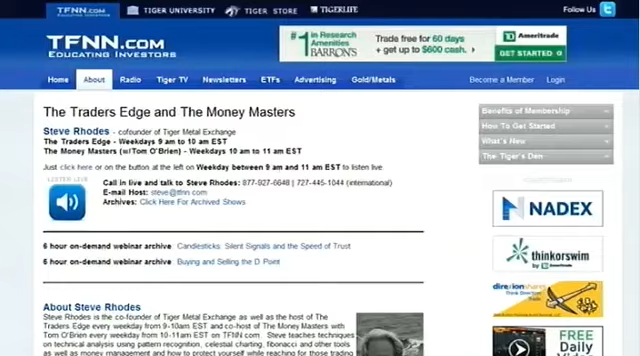 TFNN.COM
TIGER UNIVERSITY
TIGER STORE
TIGERLIFE
Follow Us
TFNN.COM
EDUCATING INVESTORS
#1 in Research Amenities BARRON'S
Trade free for 60 days
+ get up to $600 cash.
Ameritrade
GET STARTED
Home About Radio Tiger TV Newsletters ETFs Advertising Gold/Metals Become a Member Login
The Traders Edge and The Money Masters
Steve Rhodes - cofounder of Tiger Metal Exchange
The Traders Edge - Weekdays 9 am to 10 am EST
The Money Masters (w/Tom O'Brien) - Weekdays 10 am to 11 am EST
Just click here or on the button at the left on Weekday between 9 am and 11 am EST to listen live
LISTEN LIVE
Call in live and talk to Steve Rhodes: 877-927-6648 | 727-445-1044 (international)
E-mail Host: steve@tfnn.com
Archives: Click Here For Archived Shows
6 hour on-demand webinar archive Candlesticks: Silent Signals and the Speed of Trust
6 hour on-demand webinar archive Buying and Selling the D Point
About Steve Rhodes
Steve Rhodes is the co-founder of Tiger Metal Exchange as well as the host of The
Traders Edge every weekday from 9-10am EST and co-host of The Money Masters with
Tom O'Brien every weekday from 10-11am EST on TFNN.com. Steve teaches techniques
on technical analysis using pattern recognition, celestial charting, fibonacci and other tools
as well as money management and how to protect yourself while reaching for those trading
Benefits of Membership
How To Get Started
What's New
The Tiger's Den
NADEX
thinkorswim
by Ameritrade
direxionshares
FREE
Daily
Video